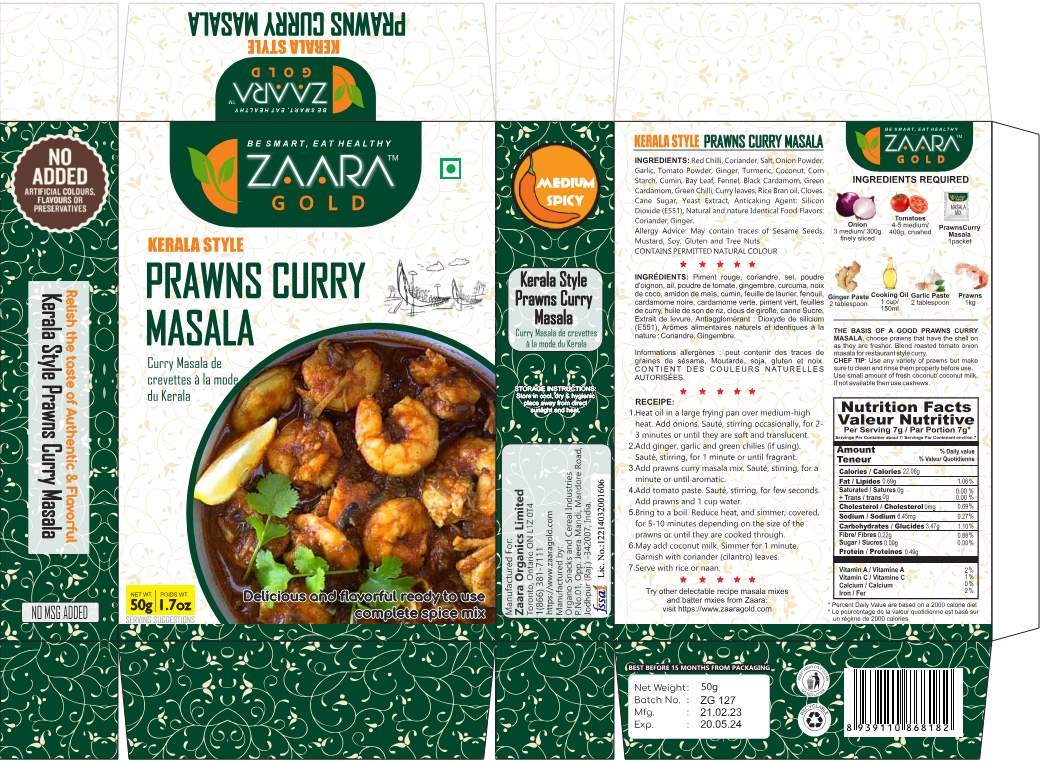 PRAWNS CURRY MASALA
KERALA STYLE
GOLD
ZAARA™
BE SMART, EAT HEALTHY
NO
ADDED
ARTIFICIAL COLOURS,
FLAVOURS OR
PRESERVATIVES
Relish the taste of Authentic & Flavorful
Kerala Style Prawns Curry Masala
NO MSG ADDED
BE SMART, EAT HEALTHY
ZAARA™
GOLD
KERALA STYLE
PRAWNS CURRY
MASALA
Curry Masala de
crevettes à la mode
du Kerala
NET WT.
50g
POIDS WT.
1.7oz
SERVING SUGGESTIONS
Delicious and flavorful ready to use
complete spice mix
MEDIUM
SPICY
Kerala Style
Prawns Curry
Masala
Curry Masala de crevettes
à la mode du Kerala
STORAGE INSTRUCTIONS:
Store in cool, dry & hygienic
place away from direct
sunlight and heat.
Manufactured For:
Zaara Organics Limited
Toronto, Ontario ON L1Z 0T4
1(866) 381-7111
https://www.zaaragold.com
Manufactured by:
Organo Snacks and Cereal Industries
P No.01, Opp. Jeera Mandi, Mandore Road,
Jodhpur (Raj.) -342007, India.
fssai Lic. No.:12214032001606
KERALA STYLE PRAWNS CURRY MASALA
INGREDIENTS: Red Chilli, Coriander, Salt, Onion Powder,
Garlic, Tomato Powder, Ginger, Turmeric, Coconut, Corn
Starch, Cumin, Bay Leaf, Fennel, Black Cardamom, Green
Cardamom, Green Chilli, Curry leaves, Rice Bran Oil, Cloves,
Cane Sugar, Yeast Extract, Anticaking Agent: Silicon
Dioxide (E551), Natural and nature Identical Food Flavors:
Coriander, Ginger.
Allergy Advice: May contain traces of Sesame Seeds,
Mustard, Soy, Gluten and Tree Nuts.
CONTAINS PERMITTED NATURAL COLOUR
INGRÉDIENTS: Piment rouge, coriandre, sel, poudre
d'oignon, ail, poudre de tomate, gingembre, curcuma, noix
de coco, amidon de maïs, cumin, feuille de laurier, fenouil,
cardamome noire, cardamome verte, piment vert, feuilles
de curry, huile de son de riz, clous de girofle, canne Sucre,
Extrait de levure, Antiagglomérant : Dioxyde de silicium
(E551), Arômes alimentaires naturels et identiques à la
nature : Coriandre, Gingembre.
Informations allergènes : peut contenir des traces de
graines de sésame, Moutarde, soja, gluten et noix.
CONTIENT DES COULEURS NATURELLES
AUTORISÉES.
RECEIPE:
1.Heat oil in a large frying pan over medium-high
heat. Add onions. Sauté, stirring occasionally, for 2-
3 minutes or until they are soft and translucent.
2.Add ginger, garlic and green chilies (if using).
Sauté, stirring, for 1 minute or until fragrant.
3.Add prawns curry masala mix. Sauté, stirring, for a
minute or until aromatic.
4.Add tomato paste. Sauté, stirring, for few seconds.
Add prawns and 1 cup water.
5.Bring to a boil. Reduce heat, and simmer, covered,
for 5-10 minutes depending on the size of the
prawns or until they are cooked through.
6.May add coconut milk. Simmer for 1 minute.
Garnish with coriander (cilantro) leaves.
7.Serve with rice or naan.
Try other delectable recipe masala mixes
and batter mixies from Zaara;
visit https://www.zaaragold.com
BE SMART, EAT HEALTHY
ZAARA™
GOLD
INGREDIENTS REQUIRED
Onion
3 medium/ 300g
finely sliced
Tomatoes
4-5 medium/
400g, crushed
MASALA
MIX
PrawnsCurry
Masala
1packet
Ginger Paste
2 tablespoon
Cooking Oil
1 cup/
150ml
Garlic Paste
2 tablespoon
Prawns
1kg
THE BASIS OF A GOOD PRAWNS CURRY
MASALA, choose prawns that have the shell on
as they are fresher. Blend roasted tomato onion
masala for restaurant style curry.
CHEF TIP: Use any variety of prawns but make
sure to clean and rinse them properly before use.
Use small amount of fresh coconut/ coconut milk.
If not available then use cashews.
Nutrition Facts
Valeur Nutritive
Per Serving 7g / Par Portion 7g*
Servings Per Container about 7/ Servings Par Contenant environ 7
Amount % Daily value
Teneur % Valeur Quotidienne
Calories / Calories 22.06g
Fat / Lipides 0.69g 1.06%
Saturated / Satures 0g 0.00 %
+ Trans / trans 0g 0.00 %
Cholesterol / Cholesterol 0mg 0.69%
Sodium / Sodium 6.45mg 0.27%
Carbohydrates / Glucides 3.47g 1.10%
Fibre/ Fibres 0.22g 0.88%
Sugar / Sucres 0.00g 0.00%
Protein / Proteines 0.49g
Vitamin A / Vitamine A 2%
Vitamin C / Vitamine C 1%
Calcium / Calcium 0%
Iron / Fer 2%
* Percent Daily Value are based on a 2000 calorie diet
* Le pourcentage de la valeur quotidienne est basé sur
un régime de 2000 calories
BEST BEFORE 15 MONTHS FROM PACKAGING
Net Weight : 50g
Batch No. : ZG 127
Mfg. : 21.02.23
Exp. : 20.05.24
RECYCLABLE
8 939110 868182